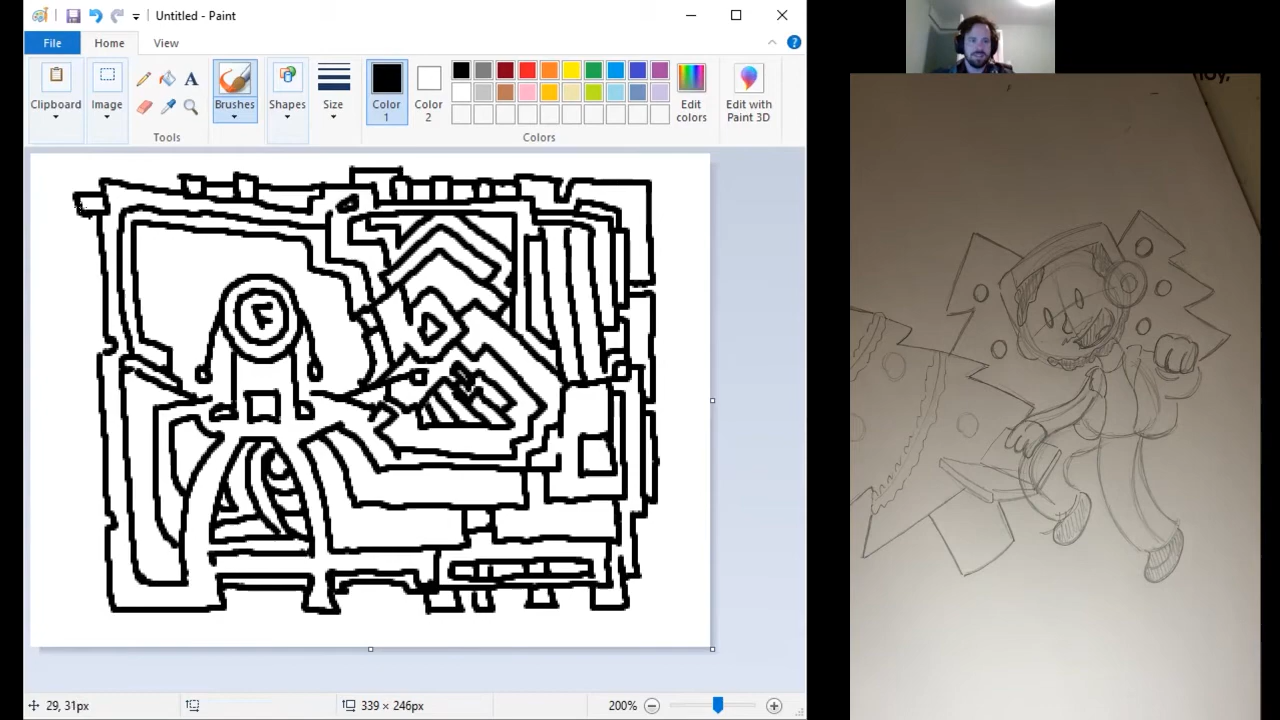 Untitled - Paint
File
Home
View
Clipboard
Image
Tools
Brushes
Shapes
Size
Color 1
Color 2
Edit colors
Edit with Paint 3D
Colors
29, 31px
339 × 246px
200%